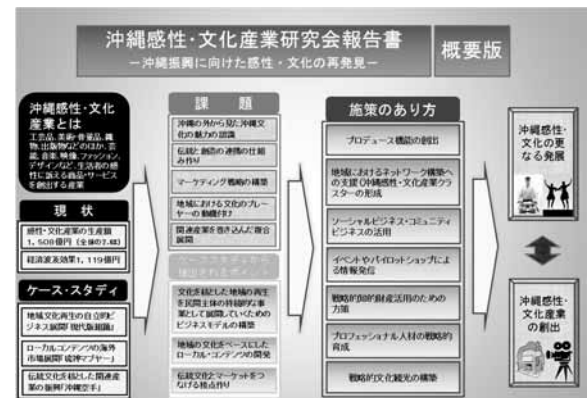 沖縄感性・文化産業研究会報告書
―沖縄振興に向けた感性・文化の再発見―
概要版
沖縄感性・文化
産業とは
工芸品、美術・骨董品、織
物、出版物などのほか、芸
能、音楽、映像、ファッション、
デザインなど、生活者の感
性に訴える商品・サービス
を創出する産業
現 状
感性・文化産業の生産額
1,508億円
経済波及効果1,119億円
ケース・スタディ
地域文化再生の自立的ビ
ジネス展開「現代版組踊」
ローカルコンテンツの海外
市場展開「琉神マブヤー」
伝統文化を核とした関連産
業の振興「沖縄空手」
課 題
沖縄の外から見た沖縄文
化の魅力の認識
伝統と創造の連携の仕組
み作り
マーケティング戦略の構築
地域における文化のプレー
ヤーの動機付け
関連産業を巻き込んだ複合
展開
ケーススタディから
抽出されたポイント
文化を核とした地域の再生
を民間主体の持続的な事
業として展開していくための
ビジネスモデルの構築
地域の文化をベースにした
ローカル・コンテンツの開発
伝統文化とマーケットをつ
なげる接点作り
施策のあり方
プロデュース機能の創出
地域におけるネットワーク構築へ
の支援(沖縄感性・文化産業クラ
スターの形成
ソーシャルビジネス・コミュニティ
ビジネスの活用
イベントやパイロットショップによ
る情報発信
戦略的知的財産活用のための
方策
プロフェッショナル人材の戦略的
育成
戦略的文化観光の構築
沖縄感性・
文化の更
なる発展
沖縄感性・
文化産業
の創出